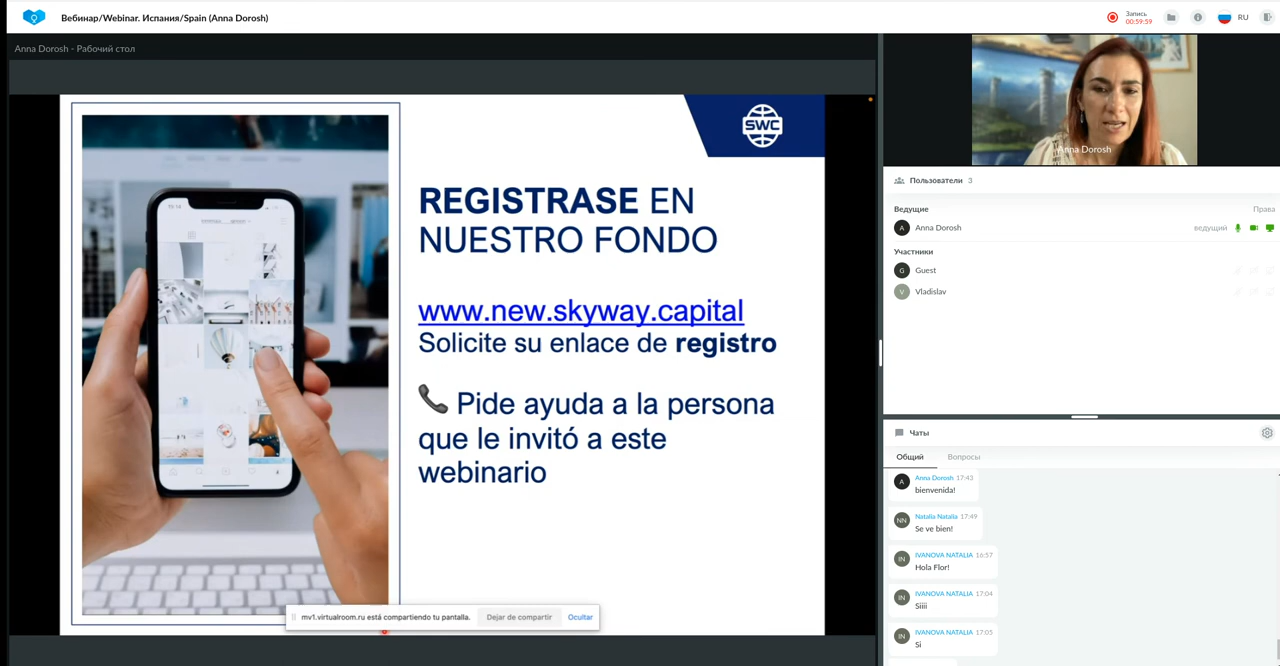 Вебинар/Webinar. Испания/Spain (Anna Dorosh)
Запись
00:59:59
RU
Anna Dorosh - Рабочий стол
SWC
REGISTRASE EN
NUESTRO FONDO
www.new.skyway.capital
Solicite su enlace de registro
Pide ayuda a la persona
que le invitó a este
webinario
mv1.virtualroom.ru está compartiendo tu pantalla.
Dejar de compartir
Ocultar
Anna Dorosh
Пользователи 3
Ведущие
Права
A
Anna Dorosh
ведущий
Участники
G
Guest
V
Vladislav
Чаты
Общий
Вопросы
A
Anna Dorosh 17:43
bienvenida!
NN
Natalia Natalia 17:49
Se ve bien!
IN
IVANOVA NATALIA 16:57
Hola Flor!
IN
IVANOVA NATALIA 17:04
Siiii
IN
IVANOVA NATALIA 17:05
Si